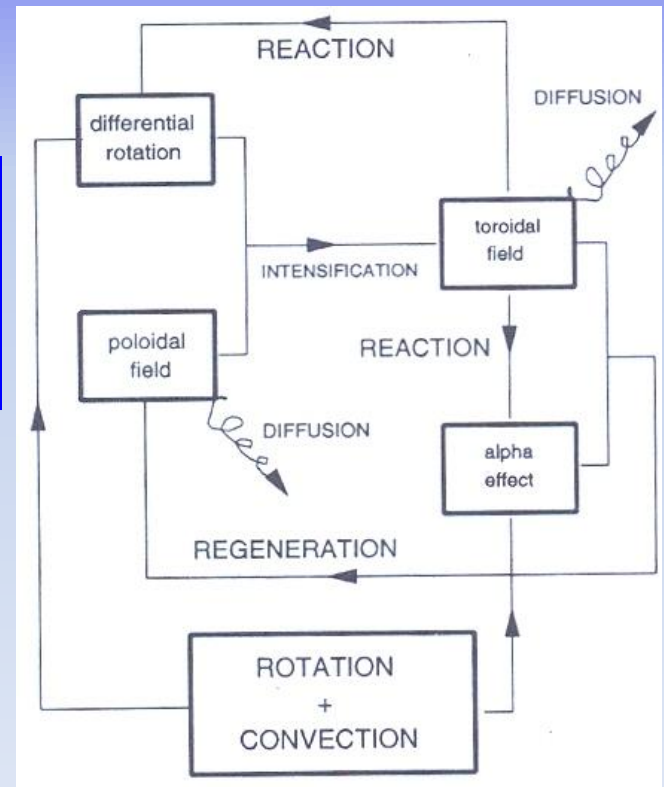 REACTION
DIFFUSION
differential
rotation
toroidal
field
INTENSIFICATION
poloidal
field
REACTION
DIFFUSION
alpha
effect
REGENERATION
ROTATION
+
CONVECTION